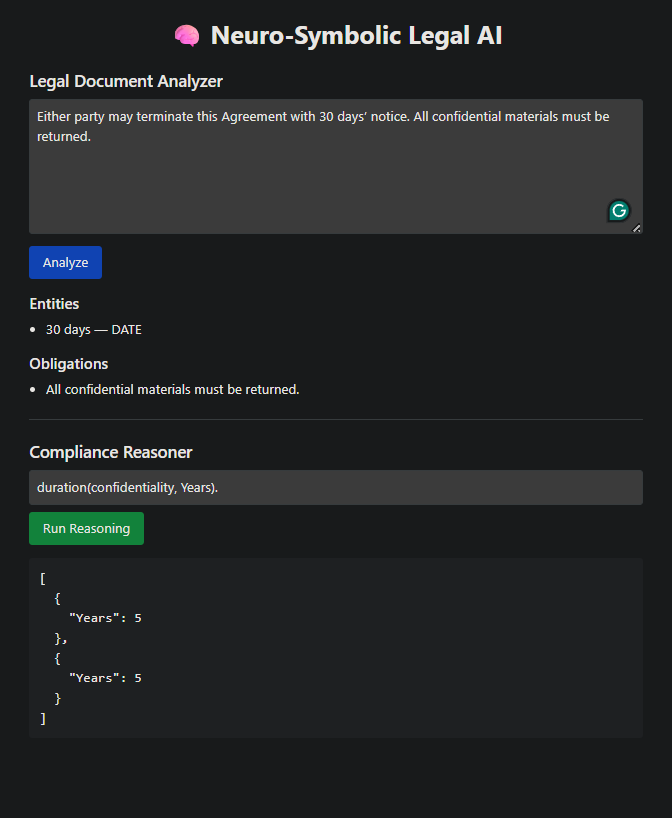 🧠 Neuro-Symbolic Legal AI
Legal Document Analyzer
Either party may terminate this Agreement with 30 days’ notice. All confidential materials must be
returned.
Analyze
Entities
• 30 days — DATE
Obligations
• All confidential materials must be returned.
Compliance Reasoner
duration(confidentiality, Years).
Run Reasoning
[
  {
    "Years": 5
  },
  {
    "Years": 5
  }
]